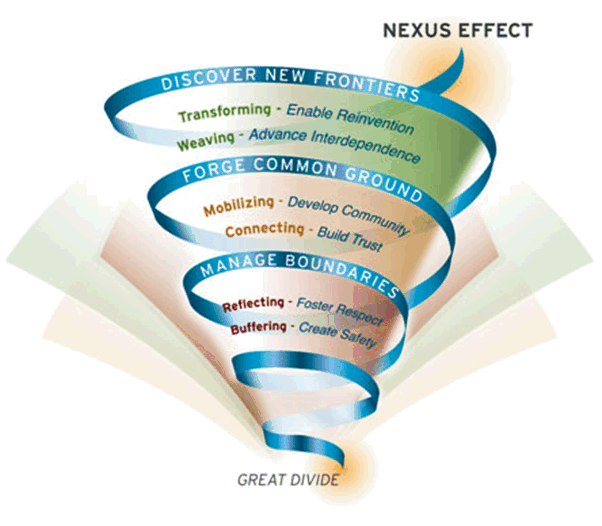 NEXUS EFFECT
DISCOVER NEW FRONTIERS
Transforming - Enable Reinvention
Weaving - Advance Interdependence
FORGE COMMON GROUND
Mobilizing - Develop Community
Connecting - Build Trust
MANAGE BOUNDARIES
Reflecting - Foster Respect
Buffering - Create Safety
GREAT DIVIDE